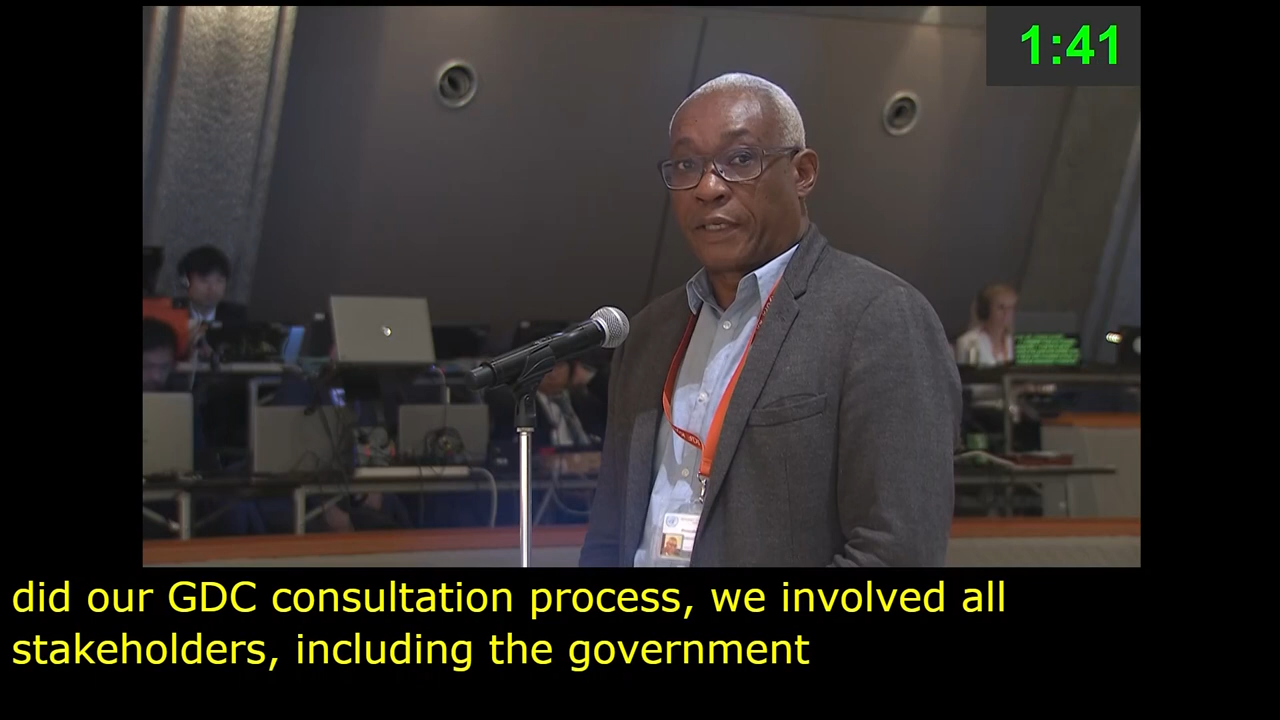 1:41
did our GDC consultation process, we involved all
stakeholders, including the government